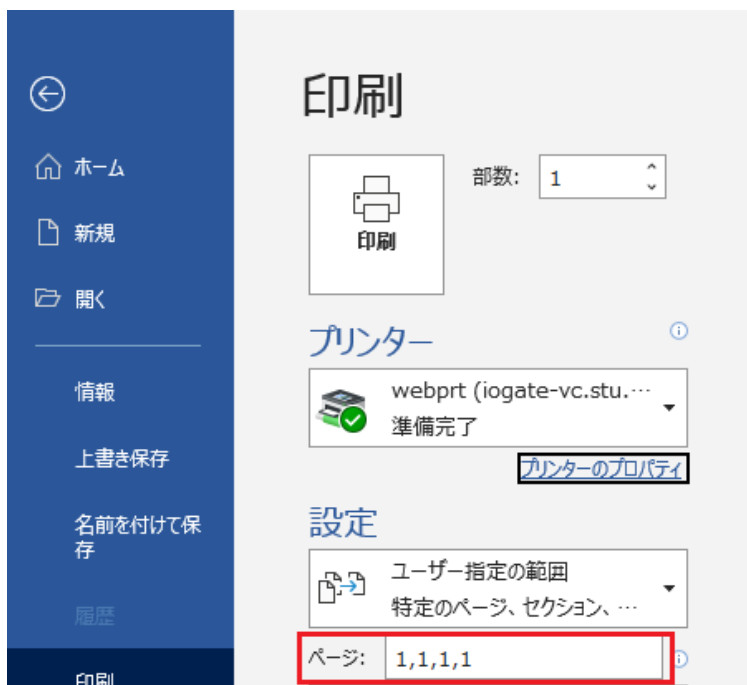 印刷
ホーム
新規
開く
情報
上書き保存
名前を付けて保
存
履歴
印刷
印刷
部数: 1
プリンター
webprt (iogate-vc.stu.…
準備完了
プリンターのプロパティ
設定
ユーザー指定の範囲
特定のページ、セクション、…
ページ: 1,1,1,1